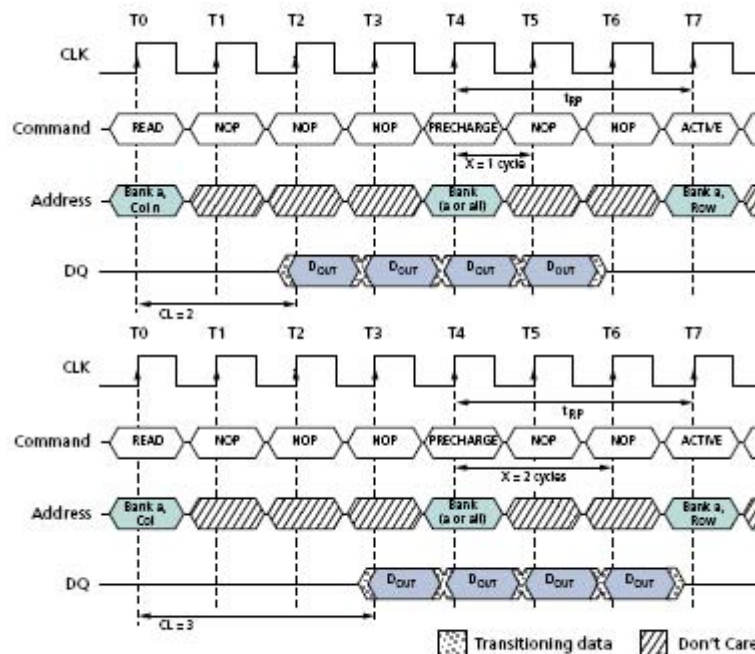 T0 T1 T2 T3 T4 T5 T6 T7
CLK
tRP
Command READ NOP NOP NOP PRECHARGE NOP NOP ACTIVE
X = 1 cycle
Address Bank a, Col n Bank (a or all) Bank a, Row
DQ DOUT DOUT DOUT DOUT
CL = 2
T0 T1 T2 T3 T4 T5 T6 T7
CLK
tRP
Command READ NOP NOP NOP PRECHARGE NOP NOP ACTIVE
X = 2 cycles
Address Bank a, Col Bank (a or all) Bank a, Row
DQ DOUT DOUT DOUT DOUT
CL = 3
Transitioning data Don't Care